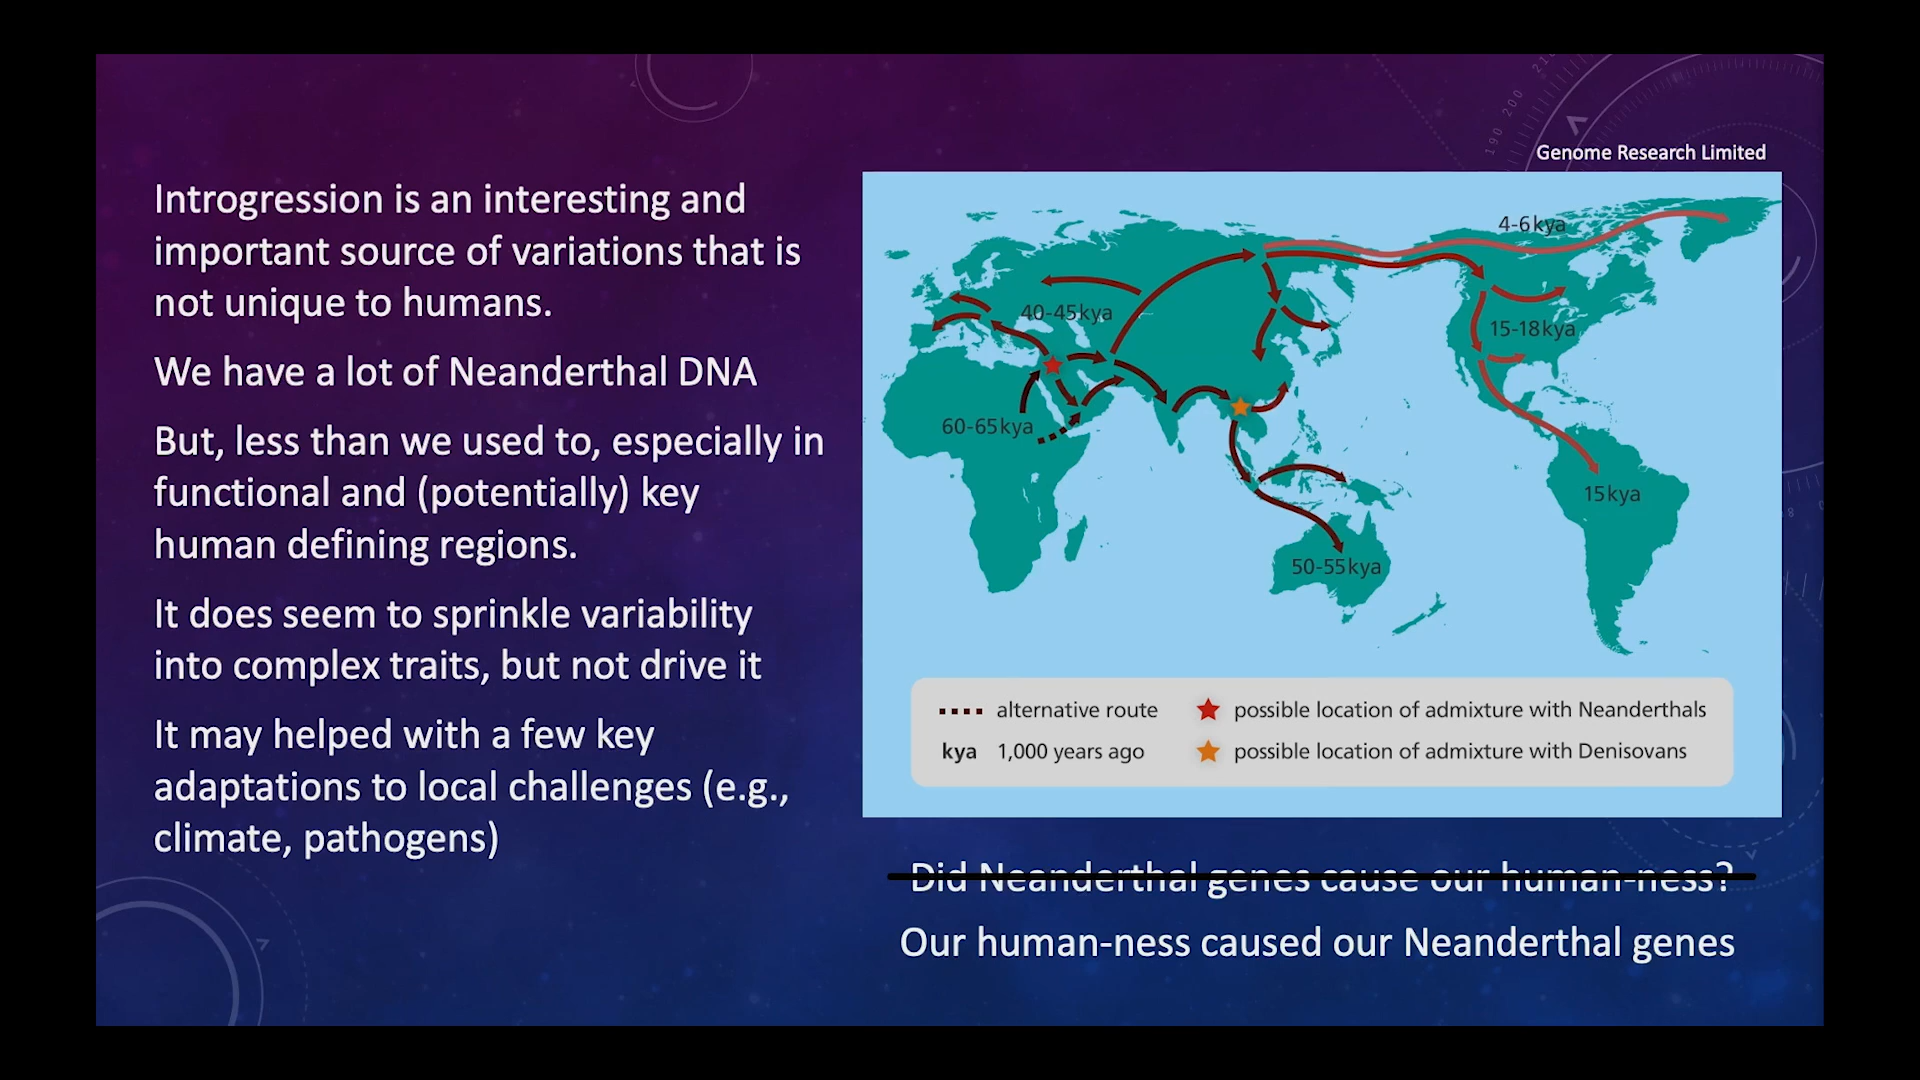 Genome Research Limited
Introgression is an interesting and
important source of variations that is
not unique to humans.
We have a lot of Neanderthal DNA
But, less than we used to, especially in
functional and (potentially) key
human defining regions.
It does seem to sprinkle variability
into complex traits, but not drive it
It may helped with a few key
adaptations to local challenges (e.g.,
climate, pathogens)
4-6kya
40-45kya
15-18kya
60-65kya
15kya
50-55kya
alternative route
possible location of admixture with Neanderthals
kya 1,000 years ago
possible location of admixture with Denisovans
Did Neanderthal genes cause our human-ness?
Our human-ness caused our Neanderthal genes
190 200